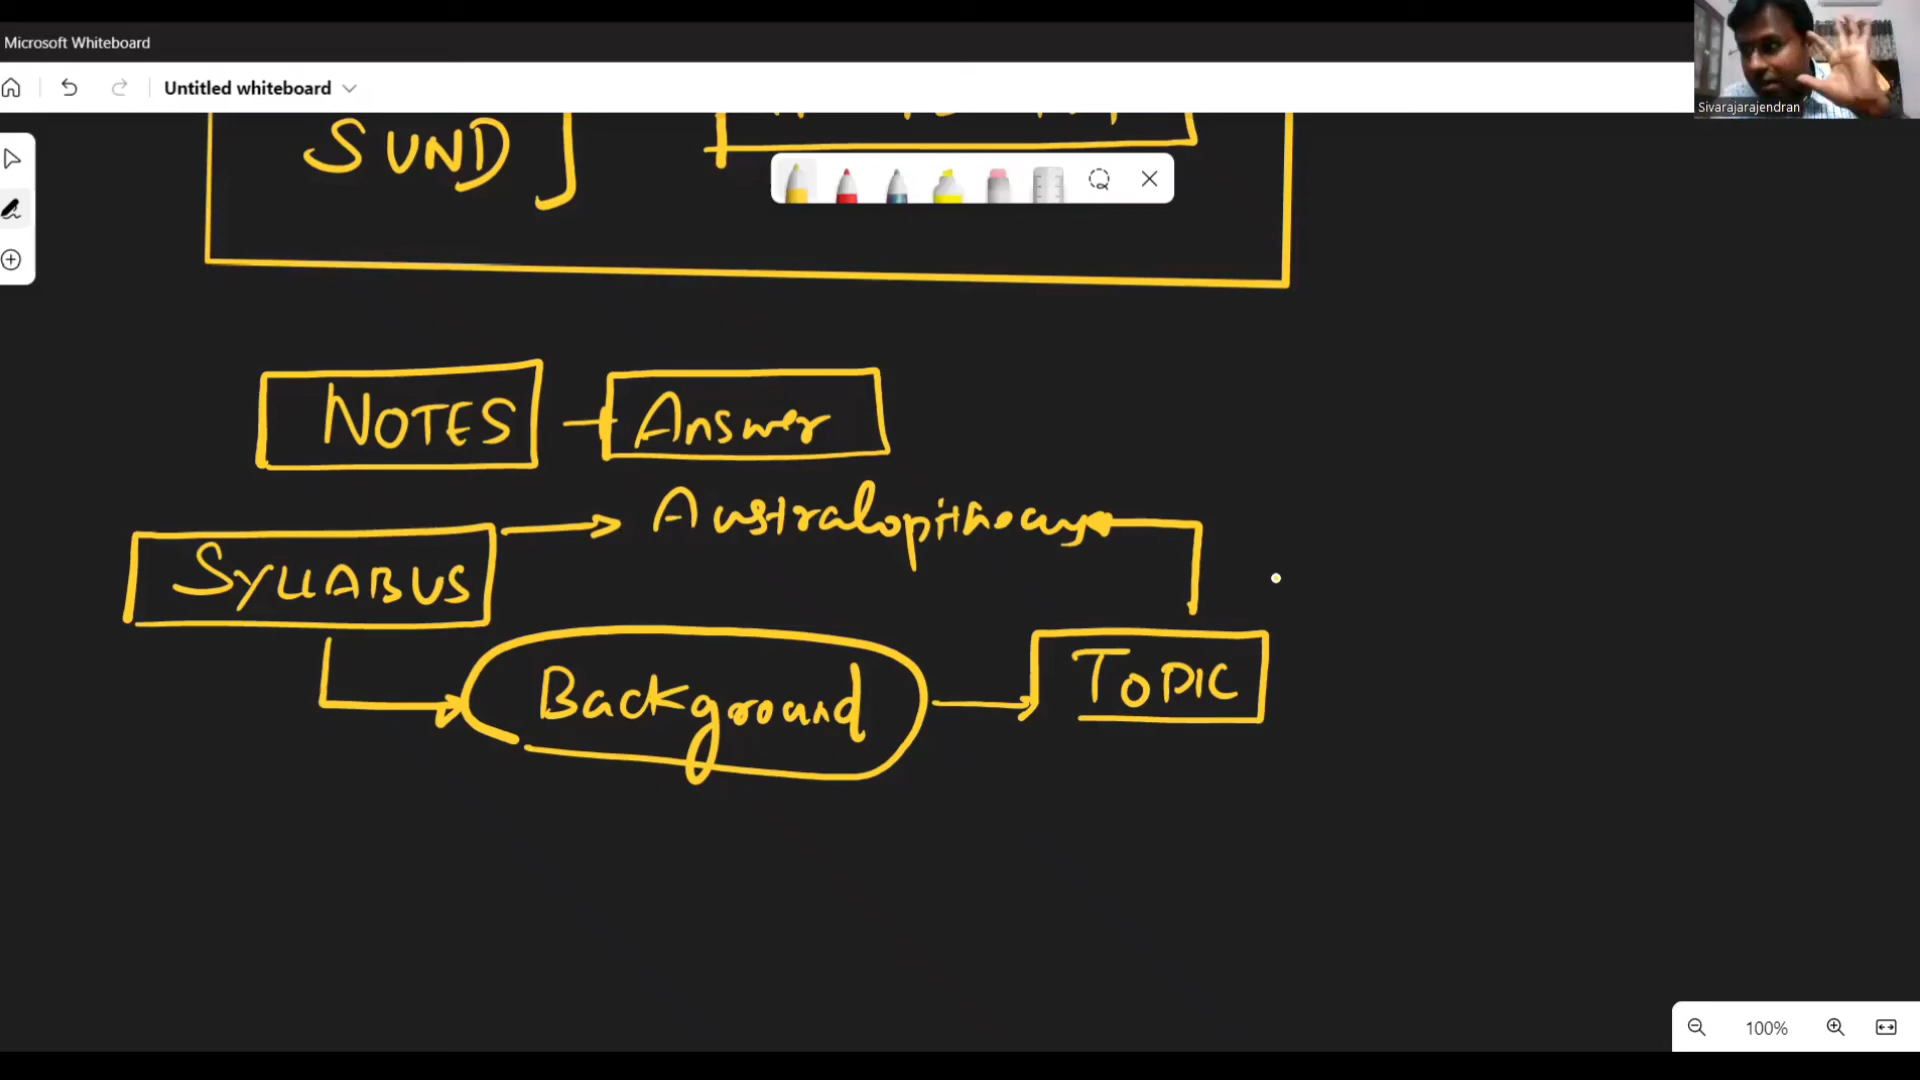 Microsoft Whiteboard
Untitled whiteboard
Sivarajarajendran
SUND
NOTES Answer
SYLLABUS Australopithecus
Background TOPIC
100%